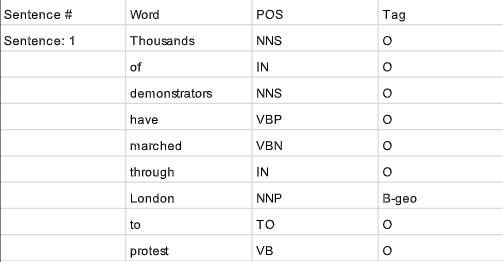 Sentence # Word POS Tag
Sentence: 1 Thousands NNS O
of IN O
demonstrators NNS O
have VBP O
marched VBN O
through IN O
London NNP B-geo
to TO O
protest VB O